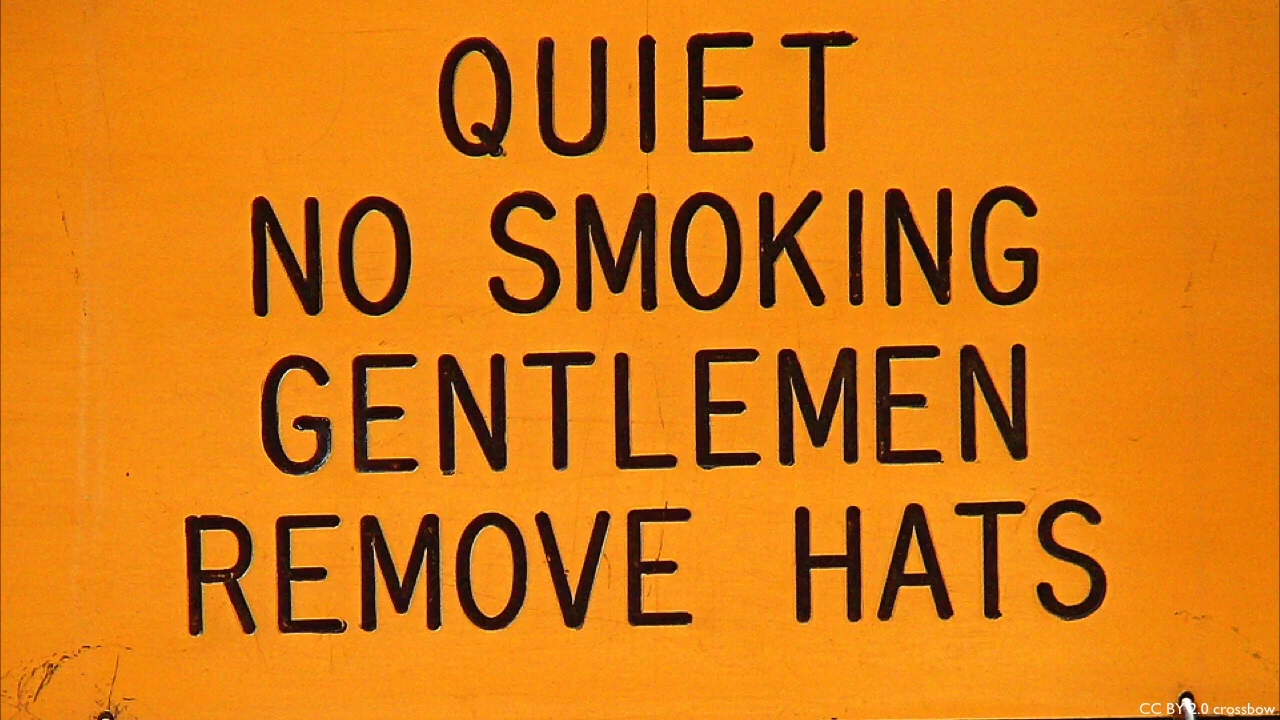 QUIET
NO SMOKING
GENTLEMEN
REMOVE HATS
CC BY 2.0 crossbow